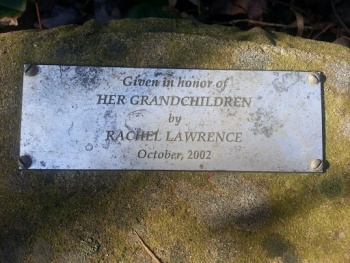 Given in honor of
HER GRANDCHILDREN
by
RACHEL LAWRENCE
October, 2002